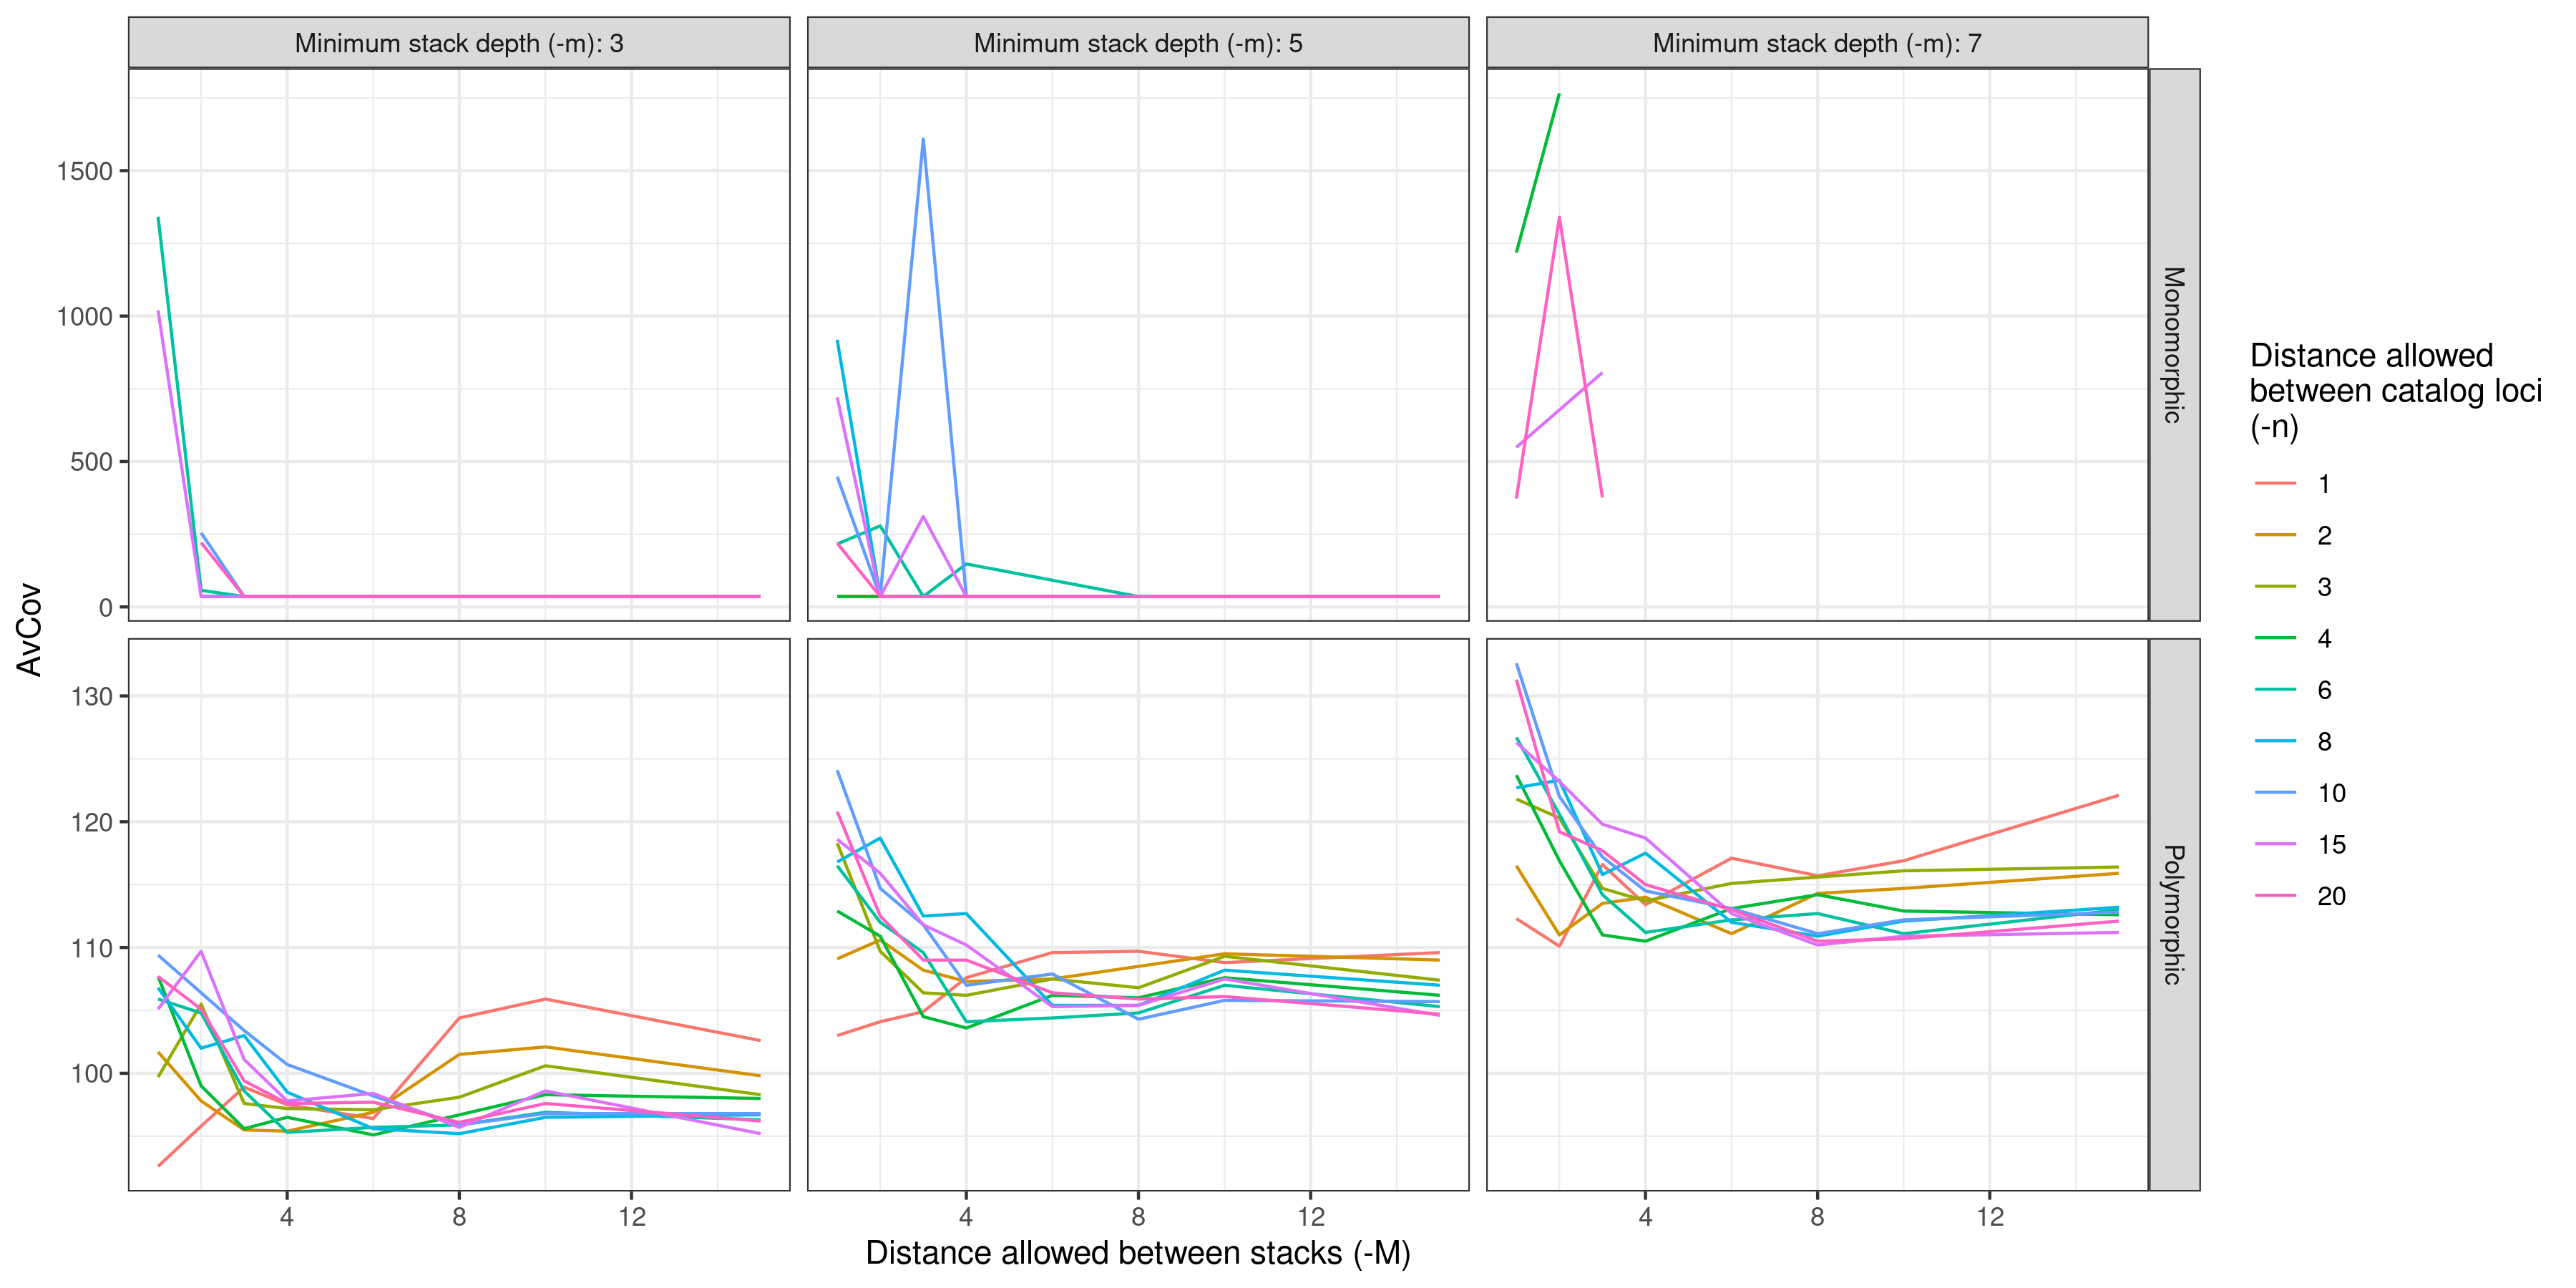 Minimum stack depth (-m): 3
Minimum stack depth (-m): 5
Minimum stack depth (-m): 7
1500
1000
500
0
Monomorphic
130
120
110
100
Polymorphic
AvCov
4
8
12
4
8
12
4
8
12
Distance allowed between stacks (-M)
Distance allowed
between catalog loci
(-n)
1
2
3
4
6
8
10
15
20